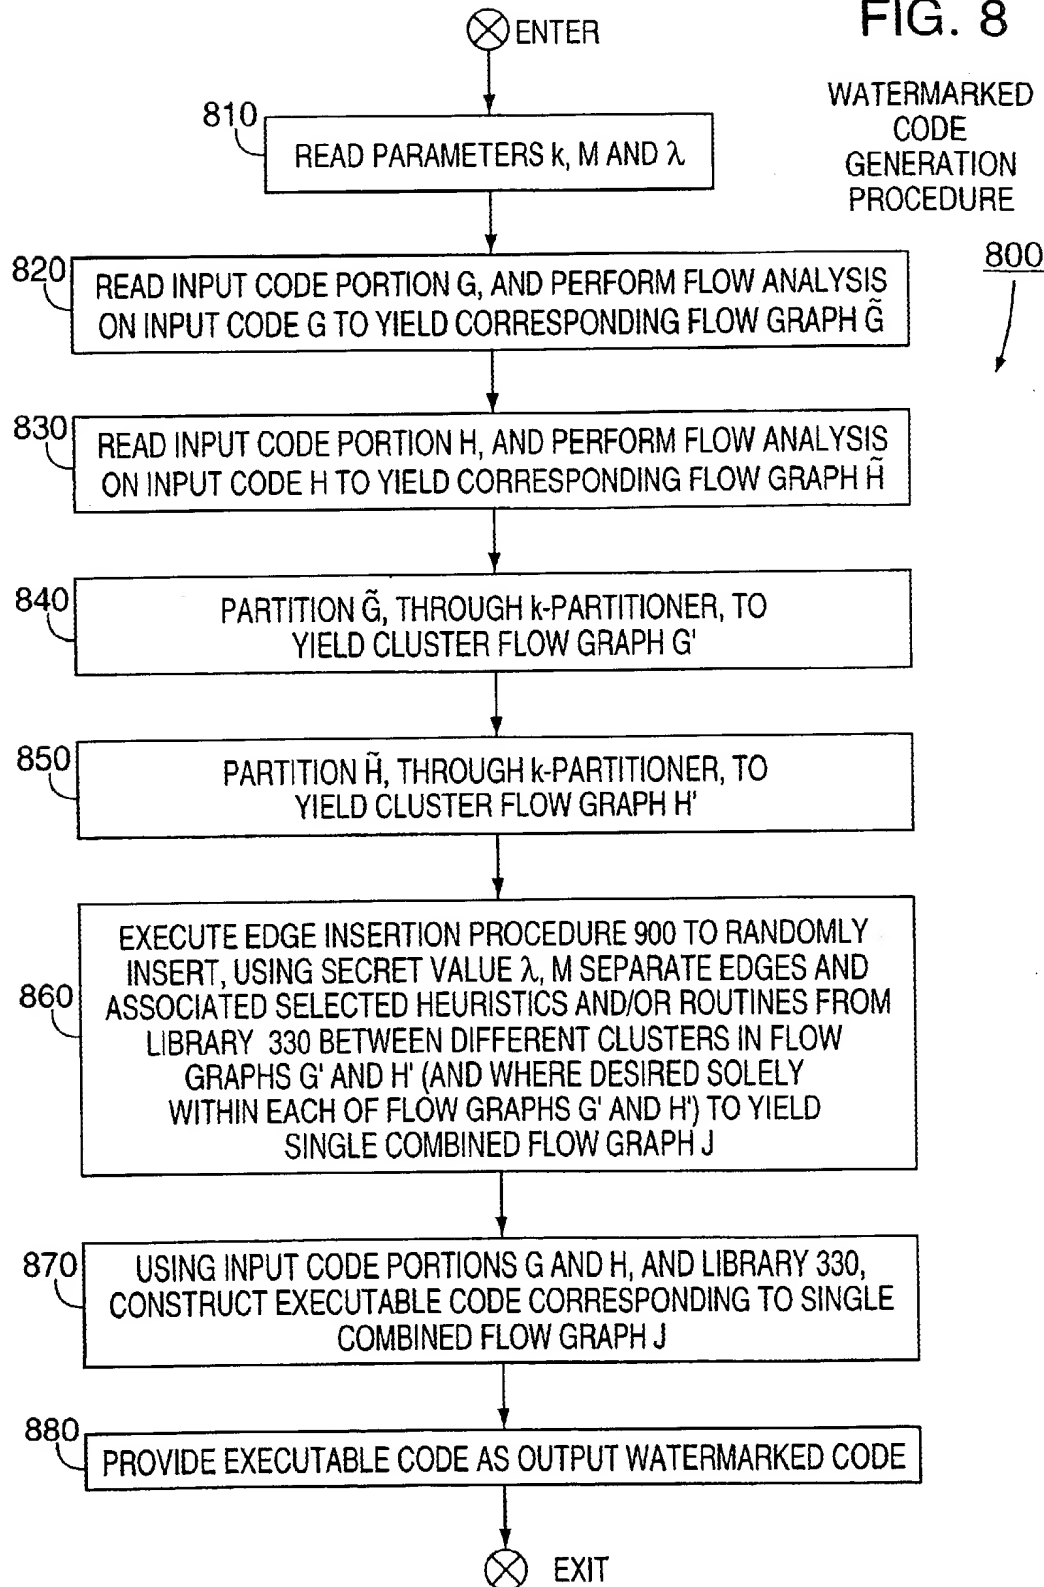 FIG. 8
ENTER
WATERMARKED
CODE
GENERATION
PROCEDURE
800
810
READ PARAMETERS k, M AND λ
820
READ INPUT CODE PORTION G, AND PERFORM FLOW ANALYSIS
ON INPUT CODE G TO YIELD CORRESPONDING FLOW GRAPH G̃
830
READ INPUT CODE PORTION H, AND PERFORM FLOW ANALYSIS
ON INPUT CODE H TO YIELD CORRESPONDING FLOW GRAPH H̃
840
PARTITION G̃, THROUGH k-PARTITIONER, TO
YIELD CLUSTER FLOW GRAPH G'
850
PARTITION H̃, THROUGH k-PARTITIONER, TO
YIELD CLUSTER FLOW GRAPH H'
860
EXECUTE EDGE INSERTION PROCEDURE 900 TO RANDOMLY
INSERT, USING SECRET VALUE λ, M SEPARATE EDGES AND
ASSOCIATED SELECTED HEURISTICS AND/OR ROUTINES FROM
LIBRARY 330 BETWEEN DIFFERENT CLUSTERS IN FLOW
GRAPHS G' AND H' (AND WHERE DESIRED SOLELY
WITHIN EACH OF FLOW GRAPHS G' AND H') TO YIELD
SINGLE COMBINED FLOW GRAPH J
870
USING INPUT CODE PORTIONS G AND H, AND LIBRARY 330,
CONSTRUCT EXECUTABLE CODE CORRESPONDING TO SINGLE
COMBINED FLOW GRAPH J
880
PROVIDE EXECUTABLE CODE AS OUTPUT WATERMARKED CODE
EXIT